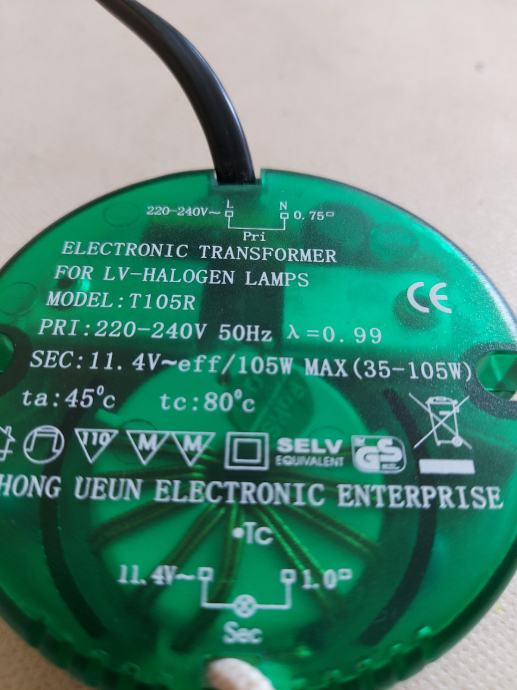 L N
220-240V~ 0.75
Pri
ELECTRONIC TRANSFORMER
FOR LV-HALOGEN LAMPS
MODEL:T105R
PRI:220-240V 50Hz λ=0.99
SEC:11.4V~eff/105W MAX(35-105W)
ta:45°c tc:80°c
CE
110 M M SELV EQUIVALENT GS
HONG UEUN ELECTRONIC ENTERPRISE
•Tc
11.4V~ 1.0
Sec